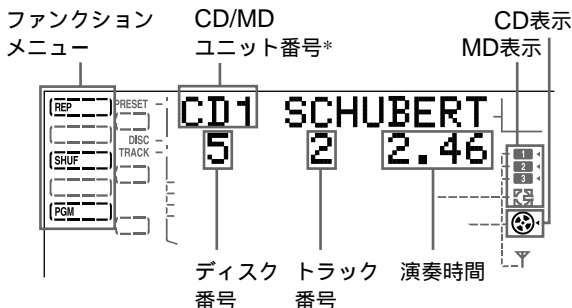 ファンクション
メニュー
CD/MD
ユニット番号*
CD表示
MD表示
REP
PRESET
CD1 SCHUBERT
DISC
TRACK
5 2 2.46
SHUF
1
2
3
PGM
ディスク
番号
トラック
番号
演奏時間